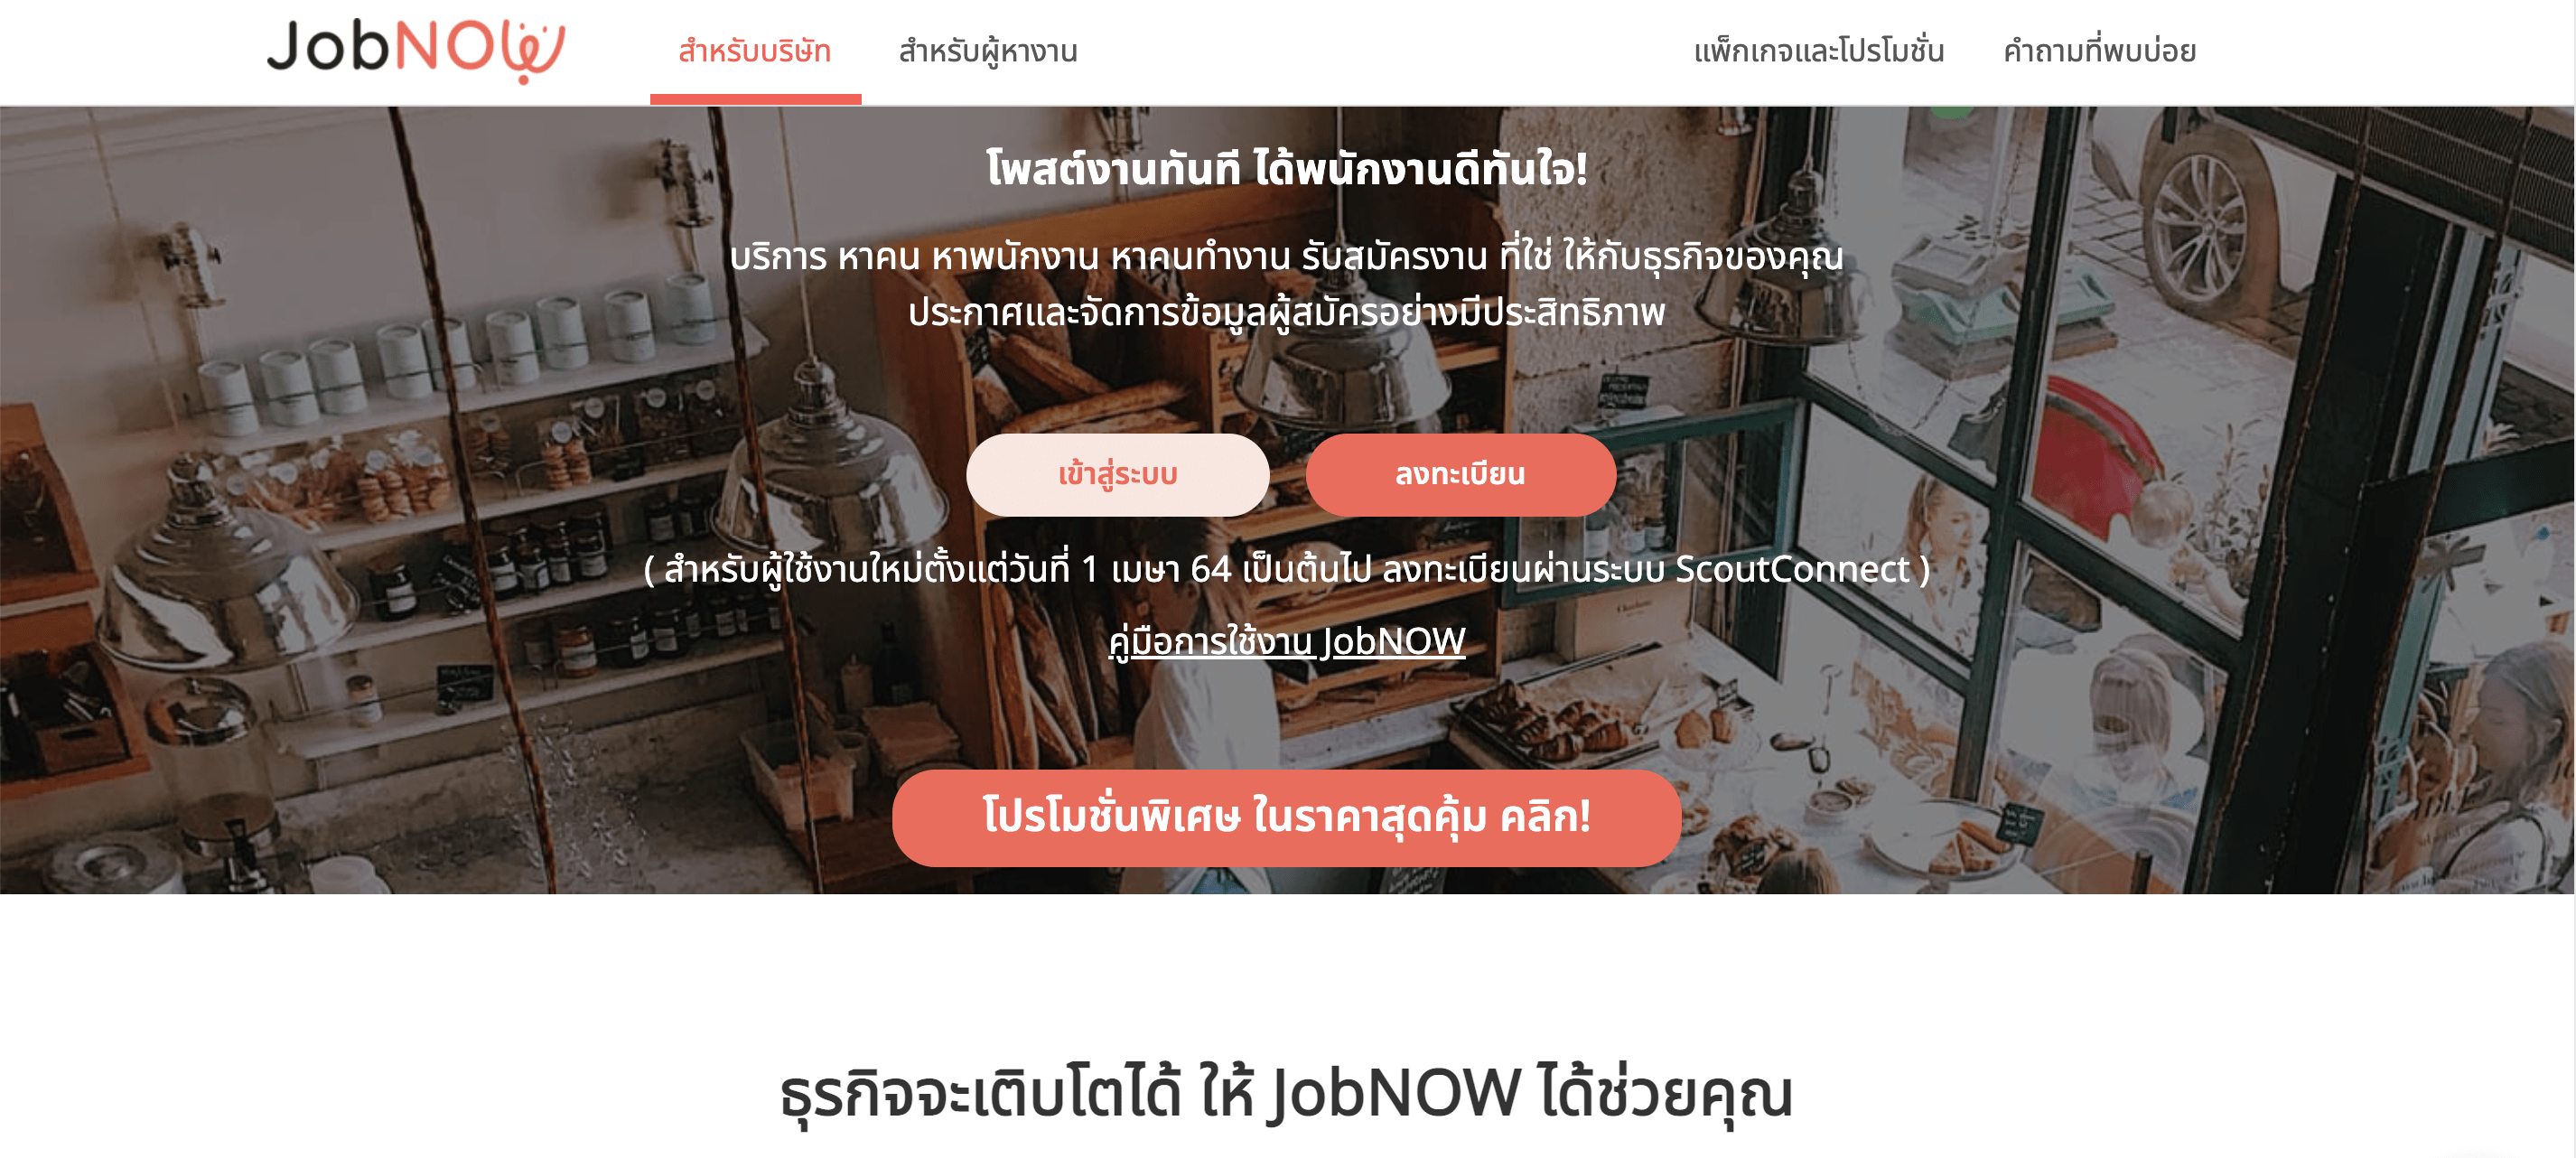 JobNOW
สำหรับบริษัท
สำหรับผู้หางาน
แพ็กเกจและโปรโมชั่น
คำถามที่พบบ่อย
โพสต์งานทันที ได้พนักงานดีทันใจ!
บริการ หาคน หาพนักงาน หาคนทำงาน รับสมัครงาน ที่ใช่ ให้กับธุรกิจของคุณ
ประกาศและจัดการข้อมูลผู้สมัครอย่างมีประสิทธิภาพ
เข้าสู่ระบบ
ลงทะเบียน
( สำหรับผู้ใช้งานใหม่ตั้งแต่วันที่ 1 เมษา 64 เป็นต้นไป ลงทะเบียนผ่านระบบ ScoutConnect )
คู่มือการใช้งาน JobNOW
โปรโมชั่นพิเศษ ในราคาสุดคุ้ม คลิก!
ธุรกิจจะเติบโตได้ ให้ JobNOW ได้ช่วยคุณ